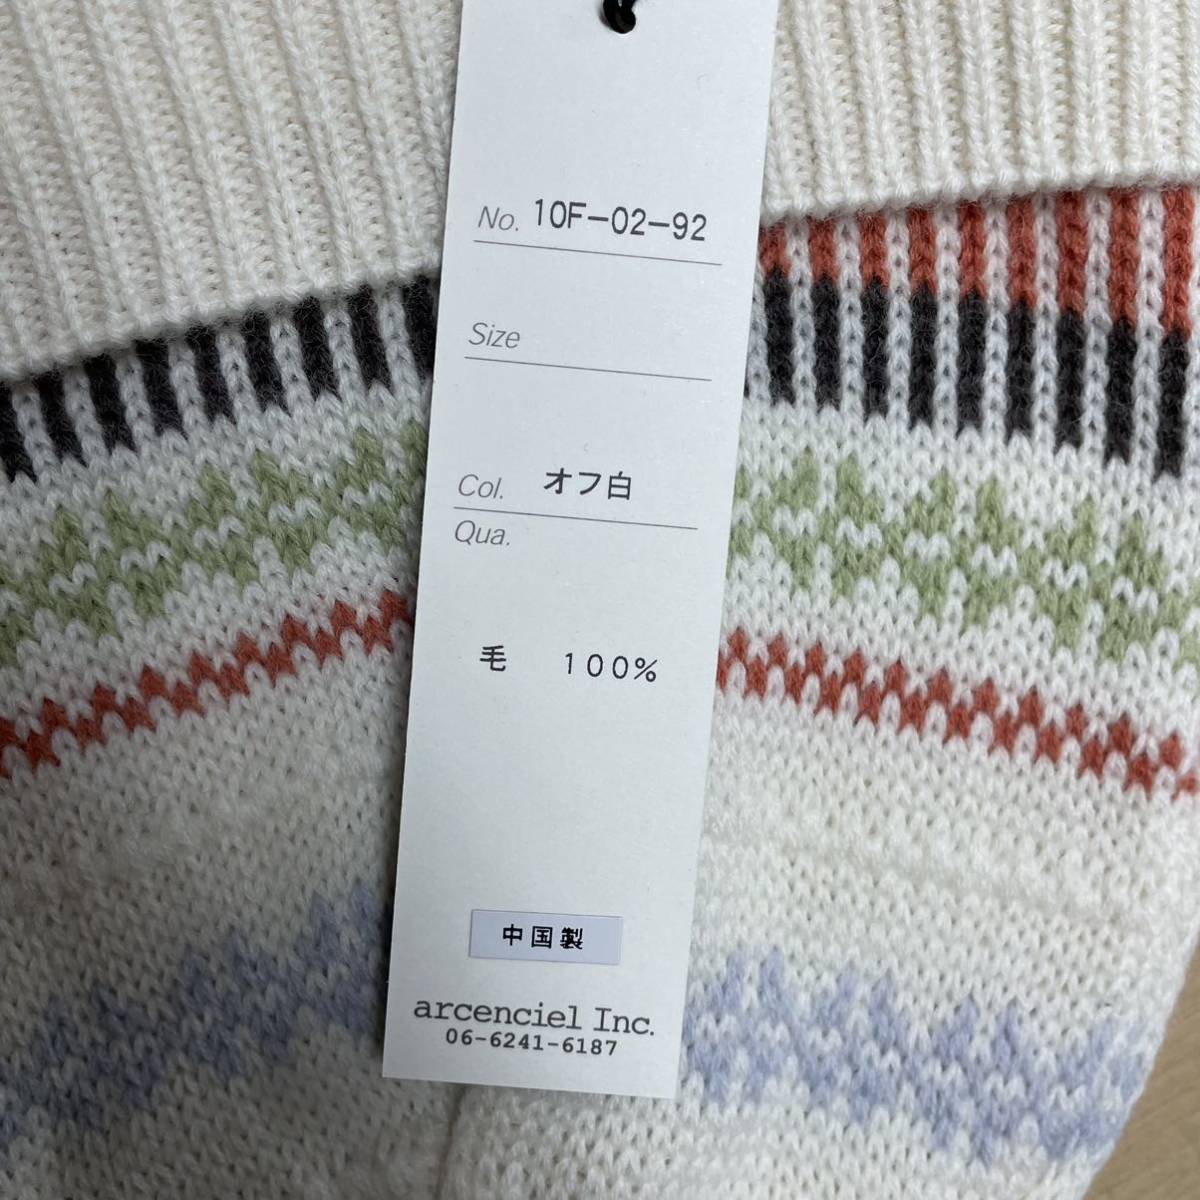 No. 10F-02-92
Size
Col. オフ白
Qua.
毛 100%
中国製
arcenciel Inc.
06-6241-6187